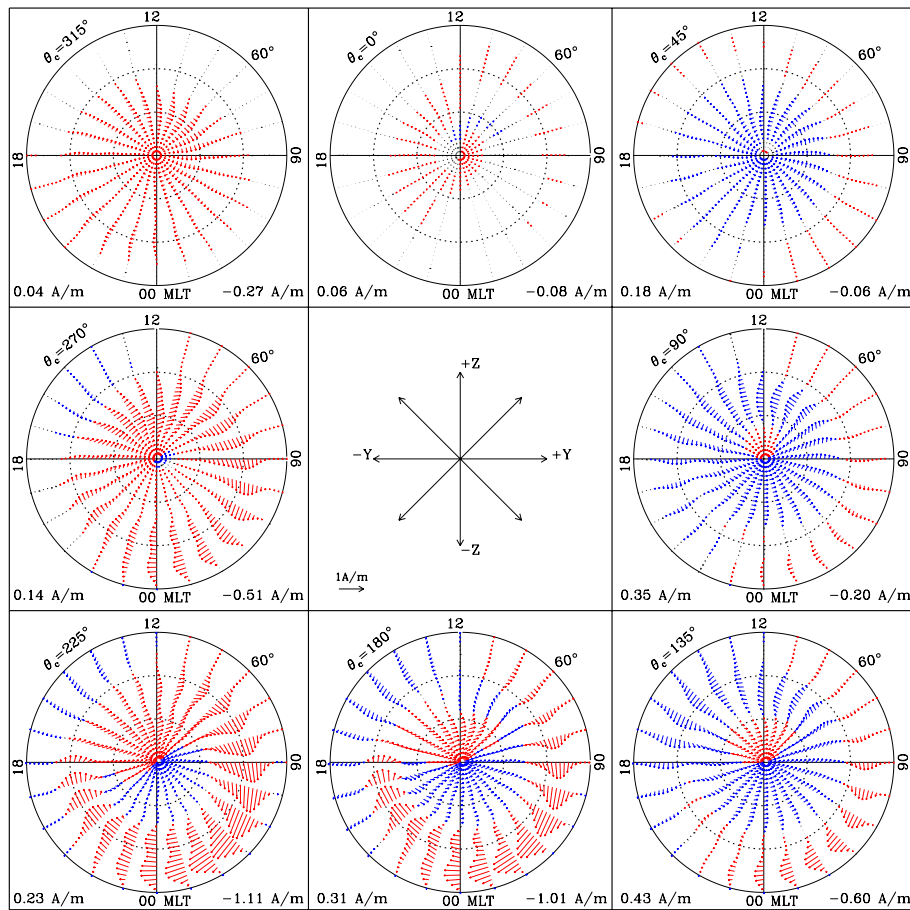 12
θc=315°
60°
18
90
0.04 A/m
00 MLT
−0.27 A/m
12
θc=0°
60°
0.06 A/m
00 MLT
−0.08 A/m
12
θc=45°
60°
18
90
0.18 A/m
00 MLT
−0.06 A/m
12
θc=270°
60°
18
90
0.14 A/m
00 MLT
−0.51 A/m
+Z
−Y
+Y
−Z
1A/m
12
θc=90°
60°
18
90
0.35 A/m
00 MLT
−0.20 A/m
12
θc=225°
60°
18
90
0.23 A/m
00 MLT
−1.11 A/m
12
θc=180°
60°
18
90
0.31 A/m
00 MLT
−1.01 A/m
12
θc=135°
60°
18
90
0.43 A/m
00 MLT
−0.60 A/m